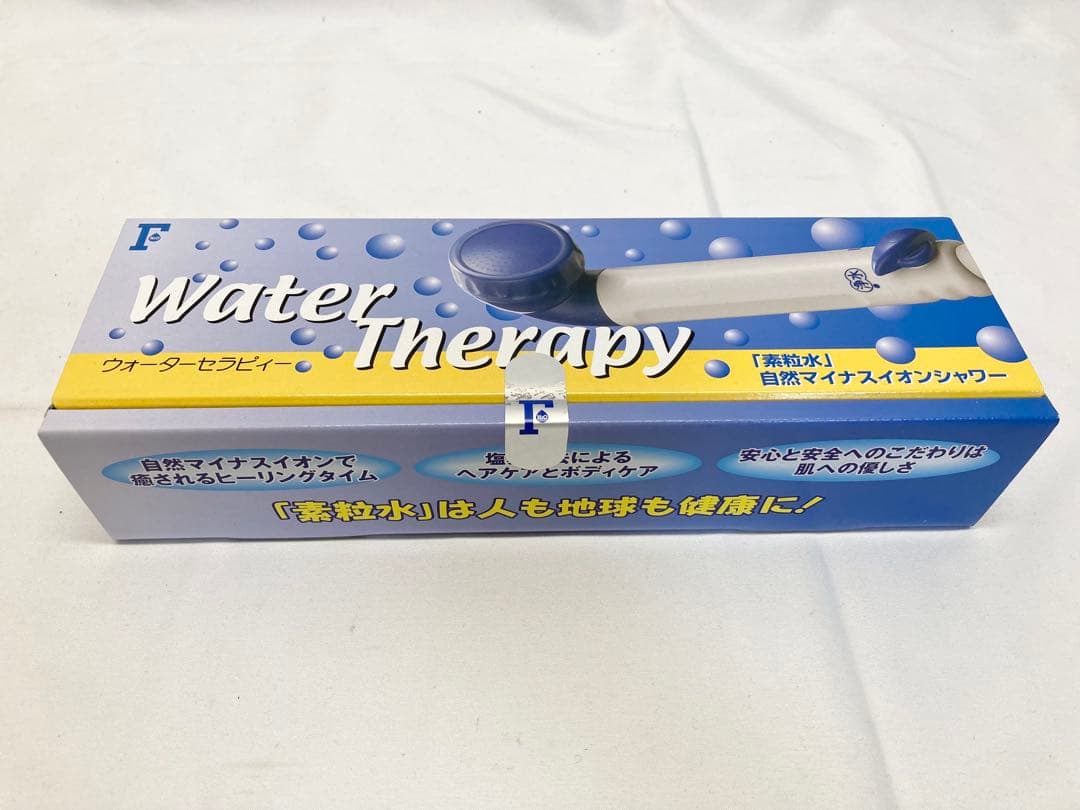 Water
Therapy
ウォーターセラピィー
「素粒水」
自然マイナスイオンシャワー
自然マイナスイオンで
癒されるヒーリングタイム
塩
による
ヘアケアとボディケア
安心と安全へのこだわりは
肌への優しさ
「素粒水」は人も地球も健康に!